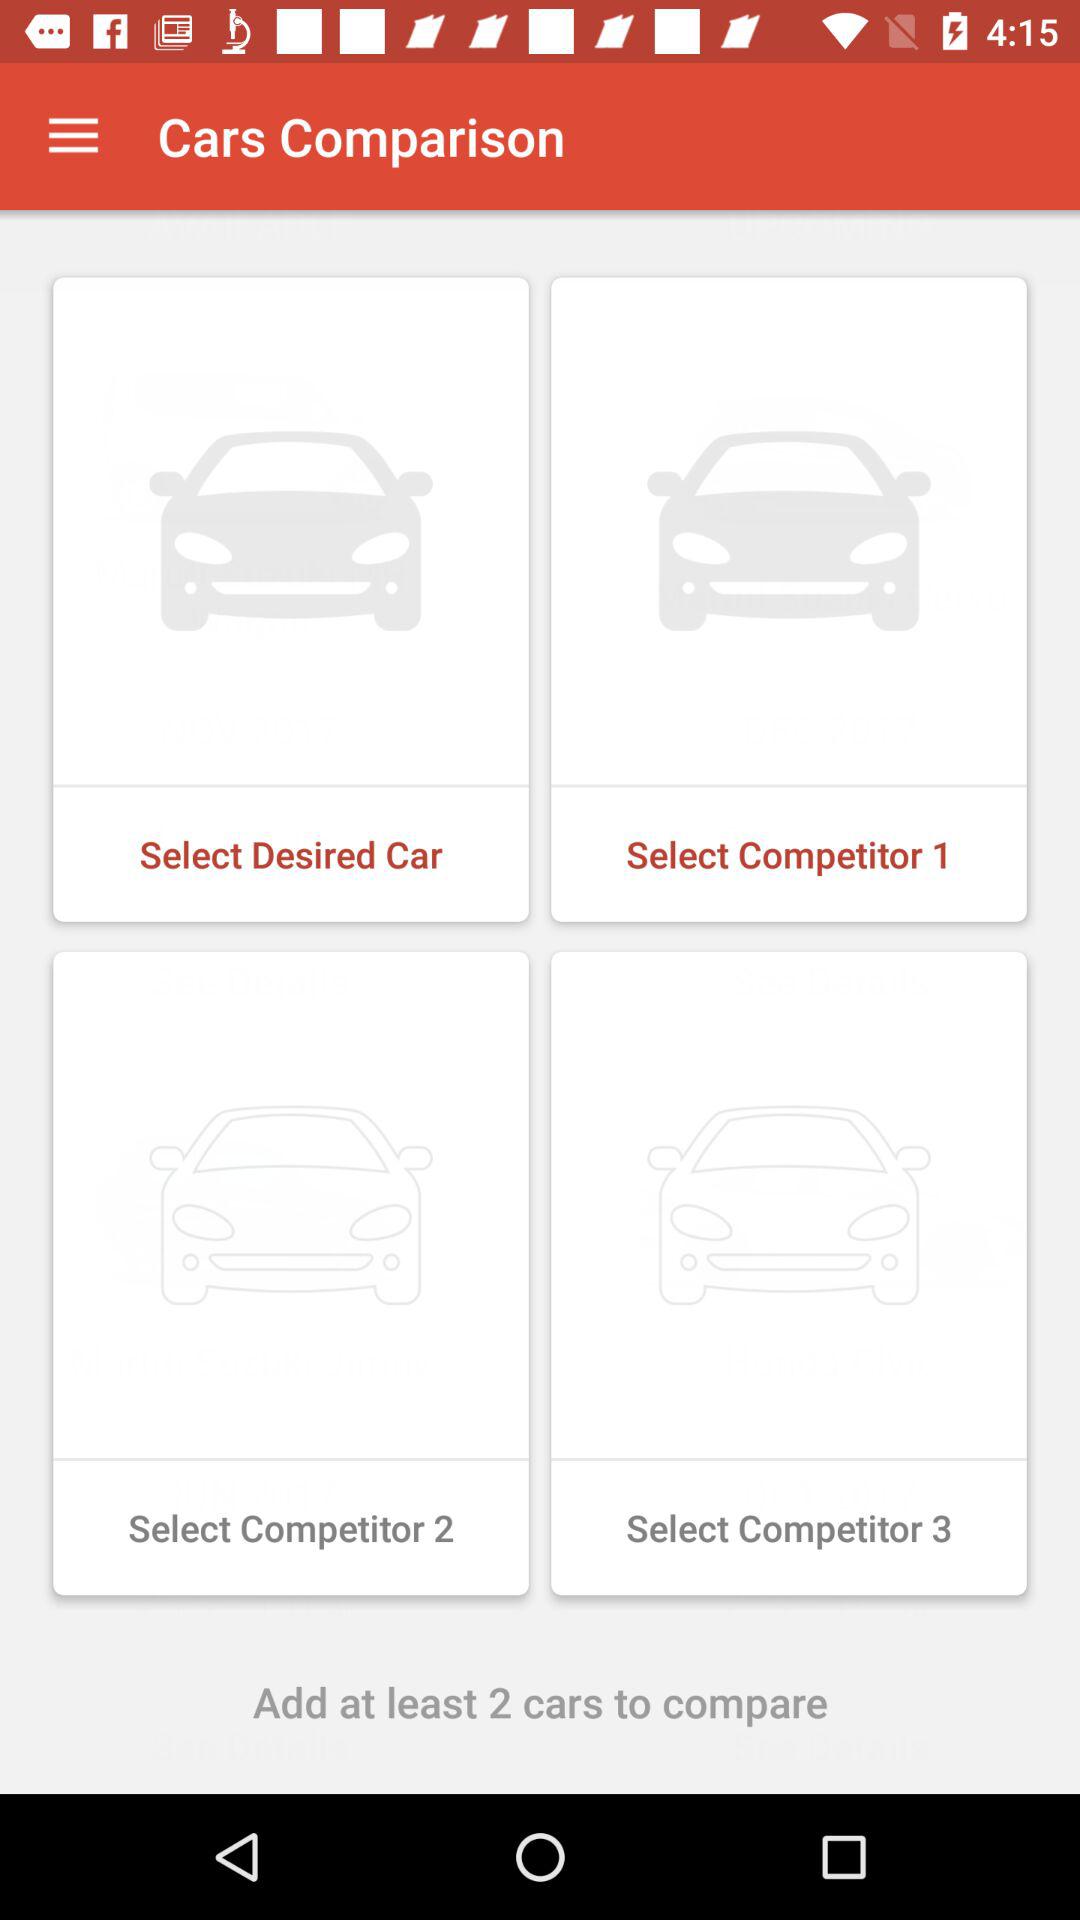 4:15
Cars Comparison
Select Desired Car
Select Competitor 1
Select Competitor 2
Select Competitor 3
Add at least 2 cars to compare